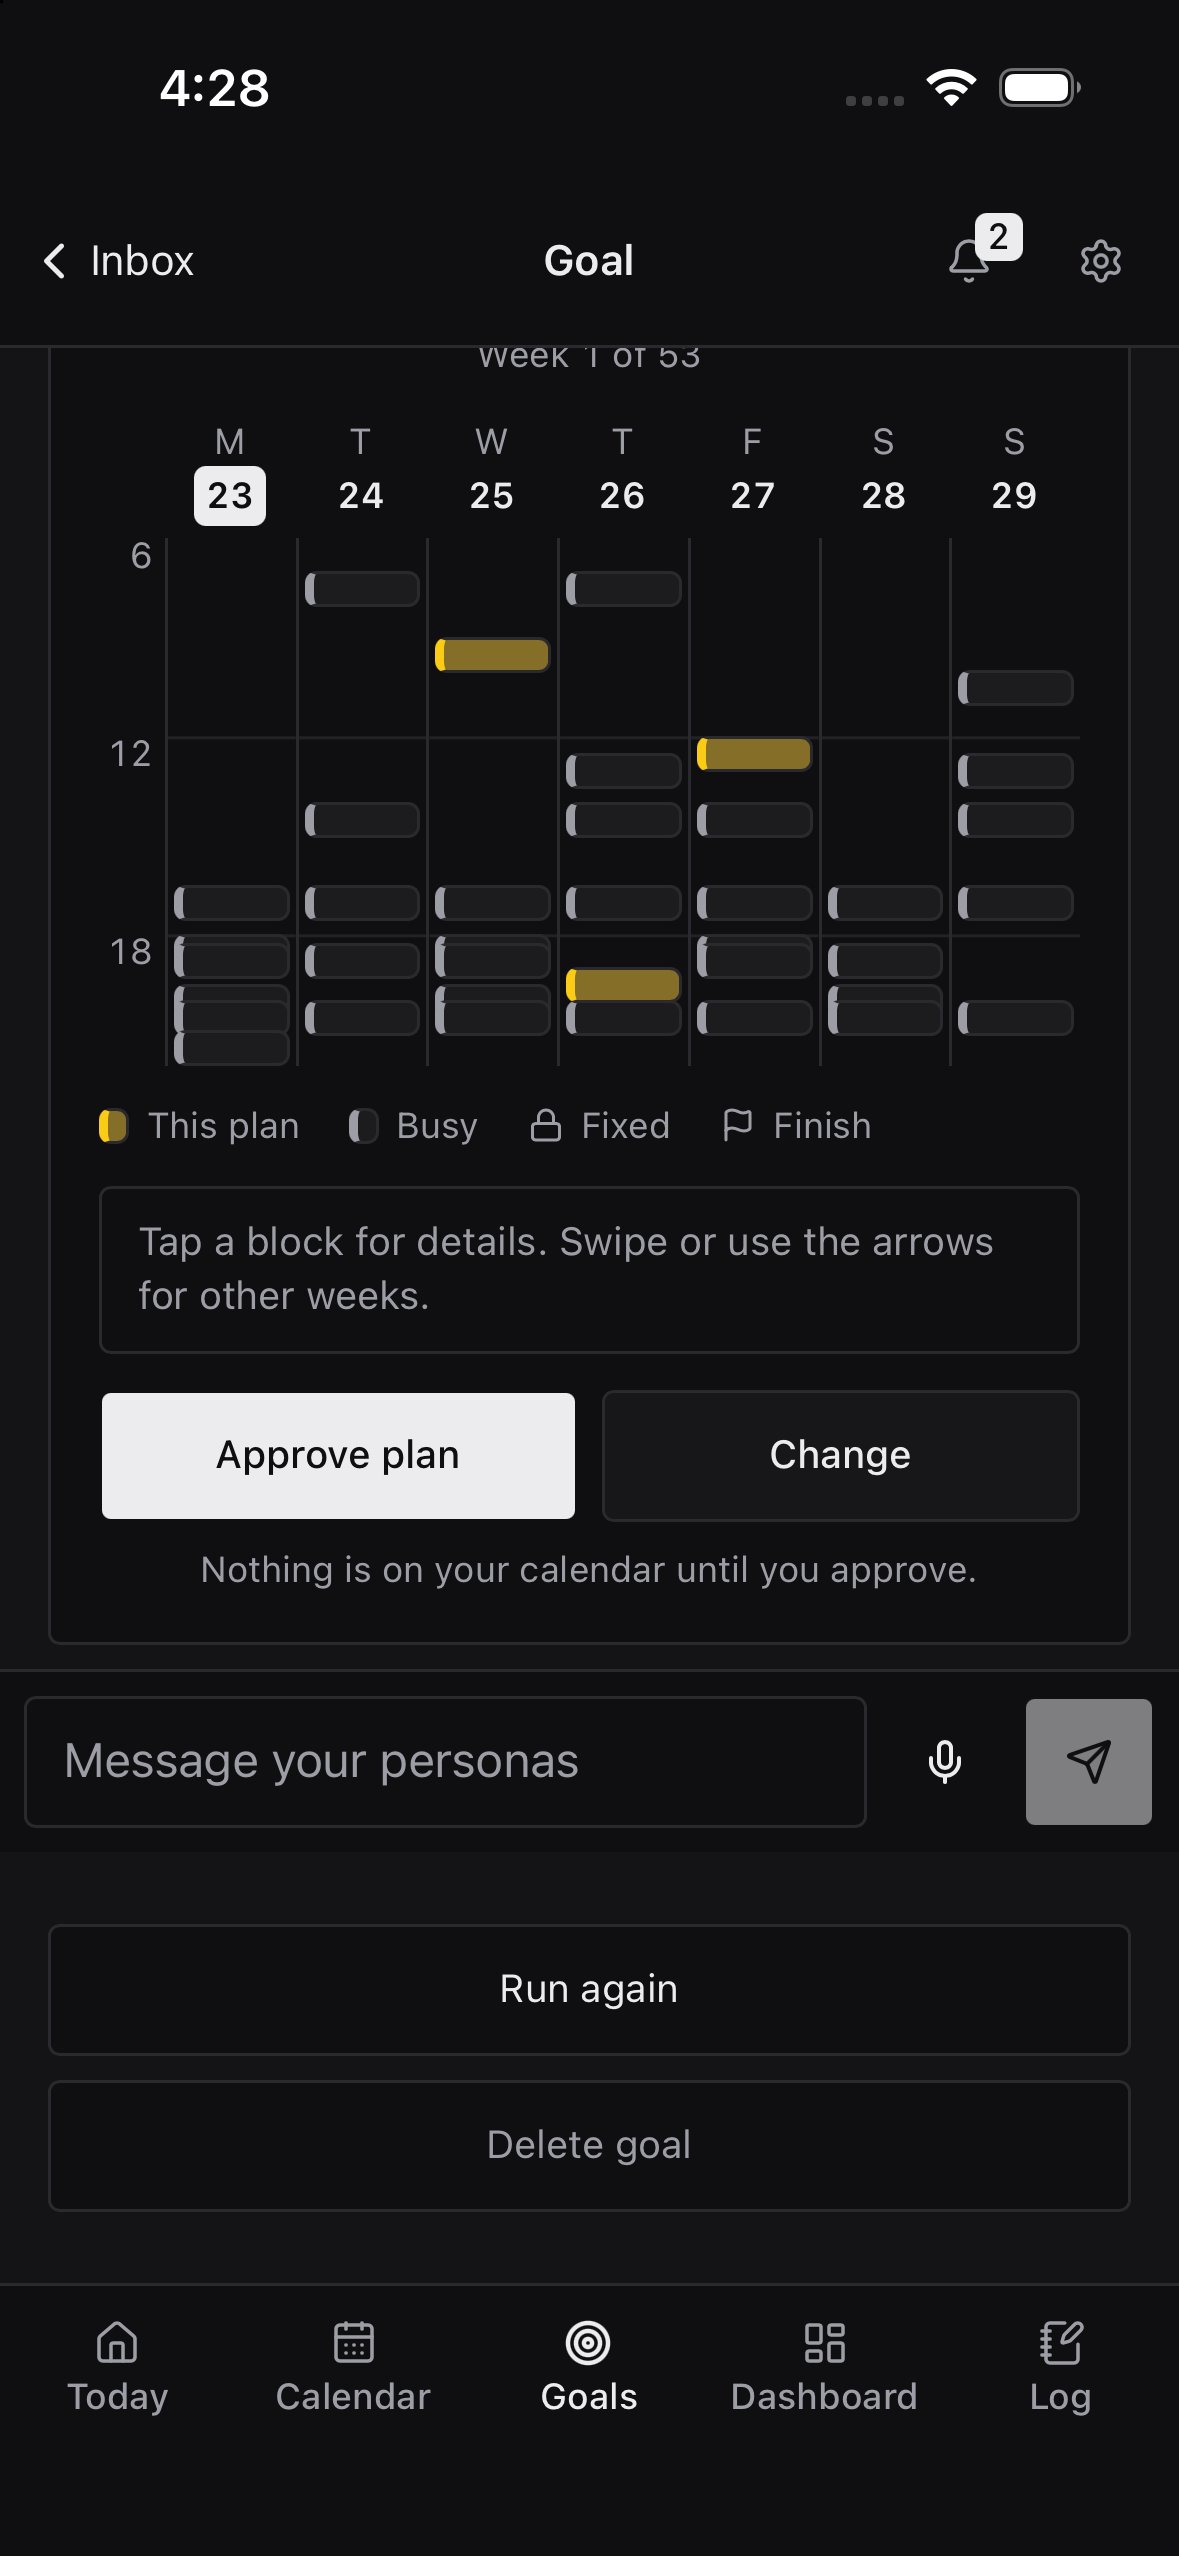 4:28
Inbox
Goal
2
Week 1 of 53
M T W T F S S
23 24 25 26 27 28 29
6
12
18
This plan Busy Fixed Finish
Tap a block for details. Swipe or use the arrows
for other weeks.
Approve plan
Change
Nothing is on your calendar until you approve.
Message your personas
Run again
Delete goal
Today Calendar Goals Dashboard Log